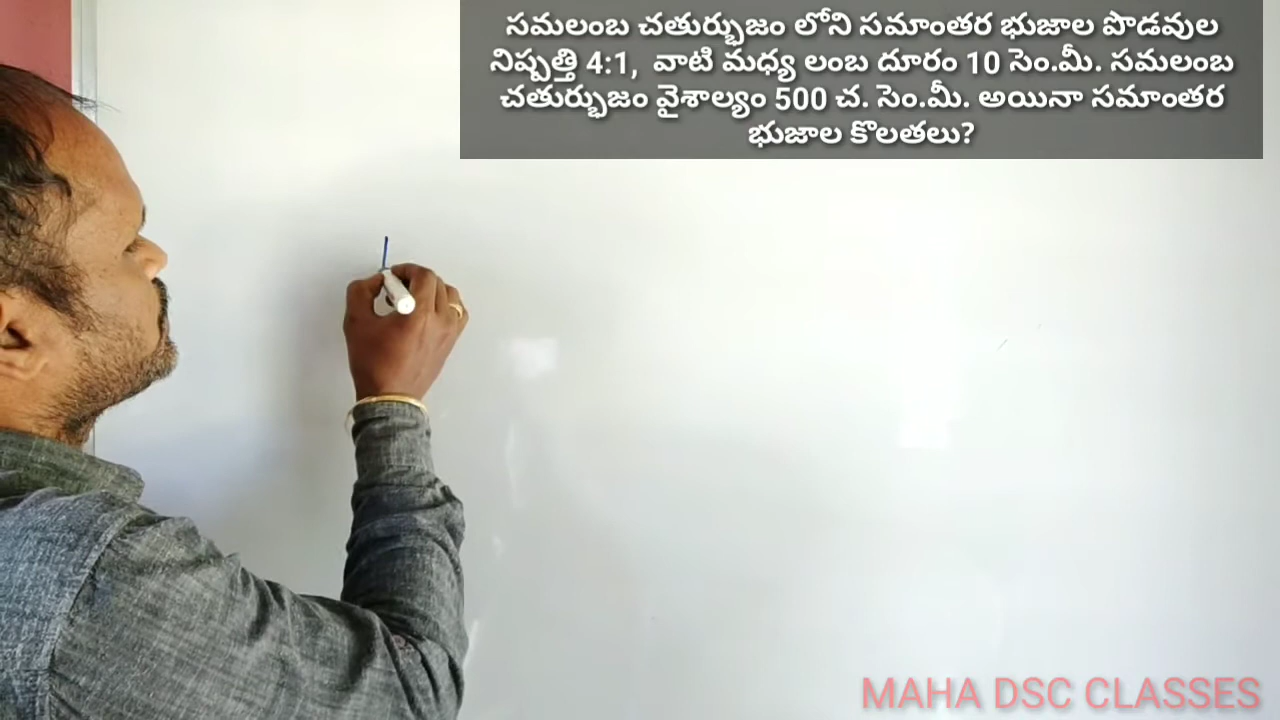 సమలంబ చతుర్భుజం లోని సమాంతర భుజాల పొడవుల
నిష్పత్తి 4:1, వాటి మధ్య లంబ దూరం 10 సెం.మీ. సమలంబ
చతుర్భుజం వైశాల్యం 500 చ. సెం.మీ. అయినా సమాంతర
భుజాల కొలతలు?
MAHA DSC CLASSES